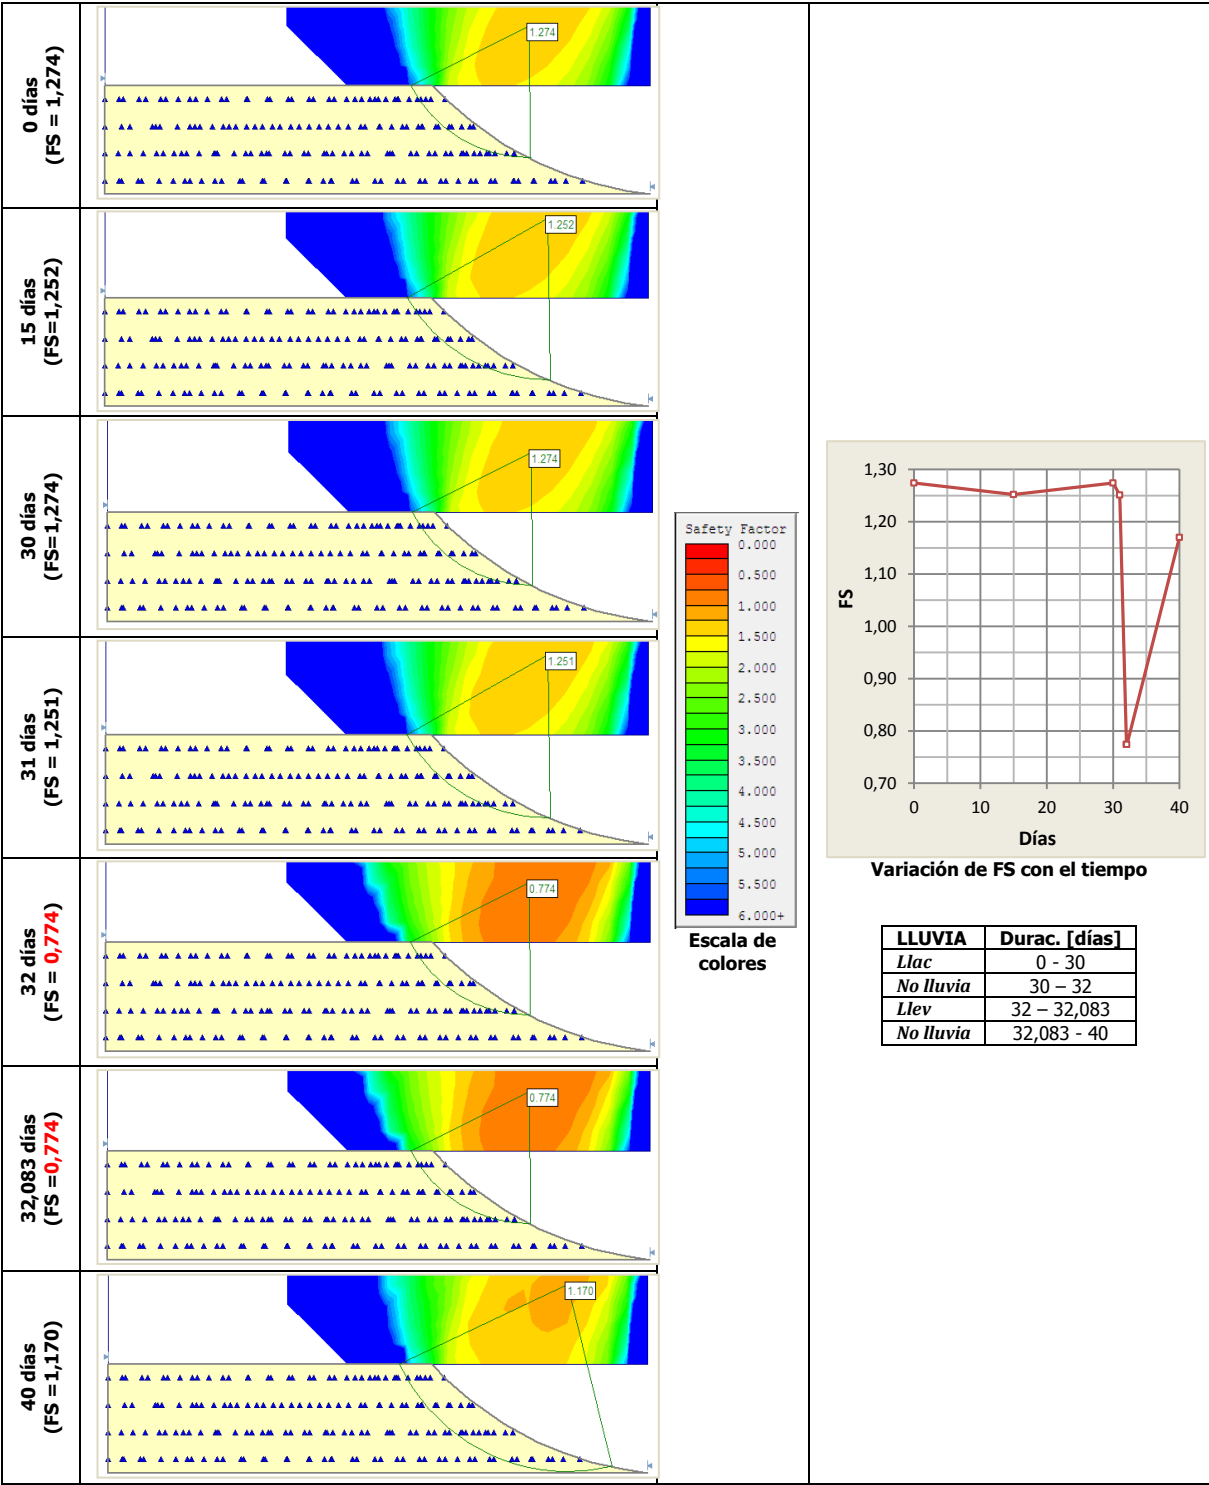 0 días
(FS = 1,274)
1.274
15 días
(FS=1,252)
1.252
30 días
(FS=1,274)
1.274
31 días
(FS = 1,251)
1.251
32 días
(FS = 0,774)
0.774
32,083 días
(FS =0,774)
0.774
40 días
(FS =1,170)
1.170
Safety Factor
0.000
0.500
1.000
1.500
2.000
2.500
3.000
3.500
4.000
4.500
5.000
5.500
6.000+
Escala de
colores
1,30
1,20
1,10
1,00
0,90
0,80
0,70
FS
0 10 20 30 40
Días
Variación de FS con el tiempo
LLUVIA Durac. [días]
Llac 0 - 30
No lluvia 30 – 32
Llev 32 – 32,083
No lluvia 32,083 - 40